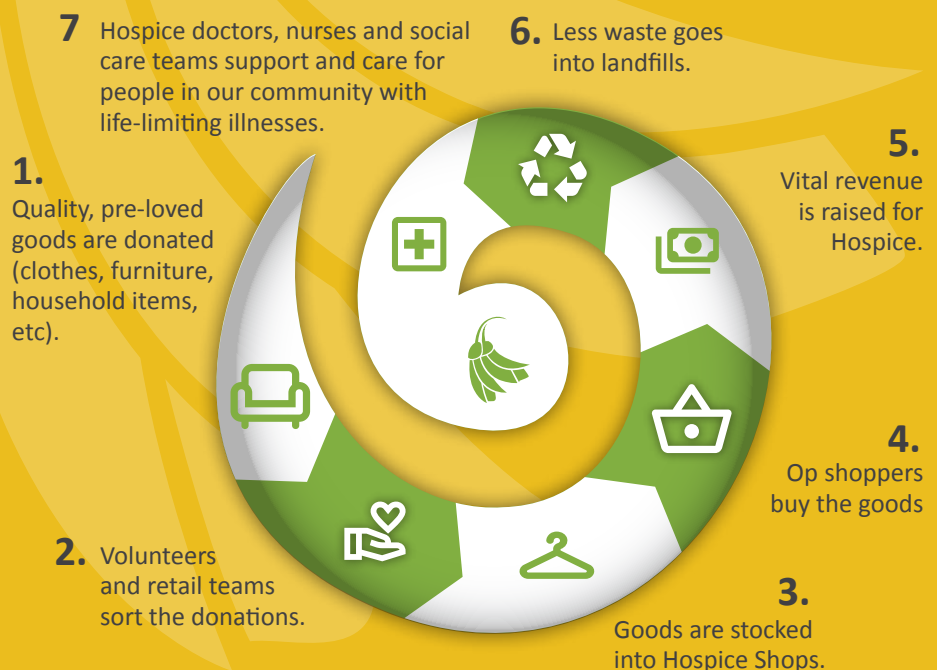 1.
Quality, pre-loved
goods are donated
(clothes, furniture,
household items,
etc).
2. Volunteers
and retail teams
sort the donations.
3.
Goods are stocked
into Hospice Shops.
4.
Op shoppers
buy the goods
5.
Vital revenue
is raised for
Hospice.
6. Less waste goes
into landfills.
7 Hospice doctors, nurses and social
care teams support and care for
people in our community with
life-limiting illnesses.